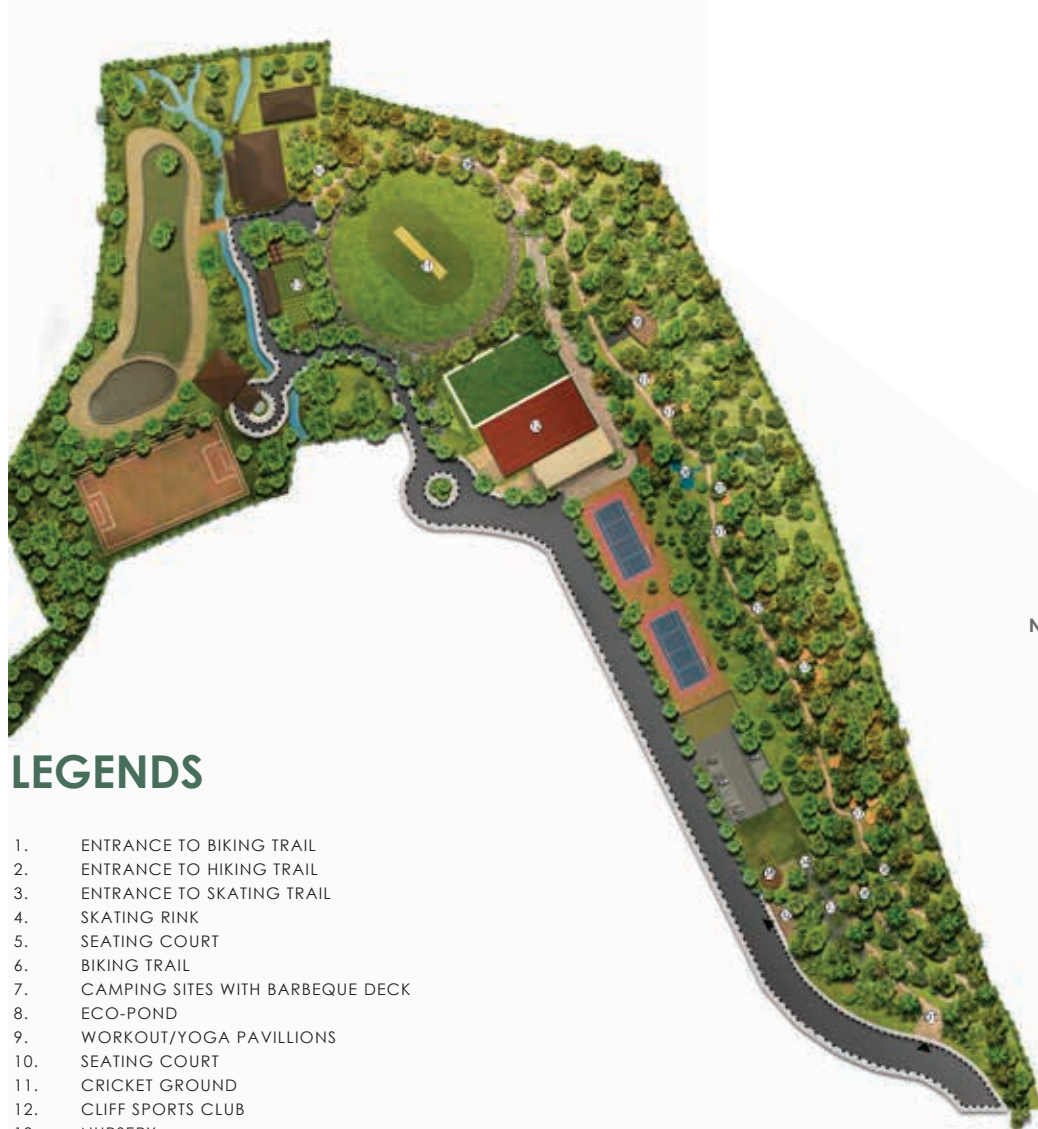 N
LEGENDS
1. ENTRANCE TO BIKING TRAIL
2. ENTRANCE TO HIKING TRAIL
3. ENTRANCE TO SKATING TRAIL
4. SKATING RINK
5. SEATING COURT
6. BIKING TRAIL
7. CAMPING SITES WITH BARBEQUE DECK
8. ECO-POND
9. WORKOUT/YOGA PAVILLIONS
10. SEATING COURT
11. CRICKET GROUND
12. CLIFF SPORTS CLUB